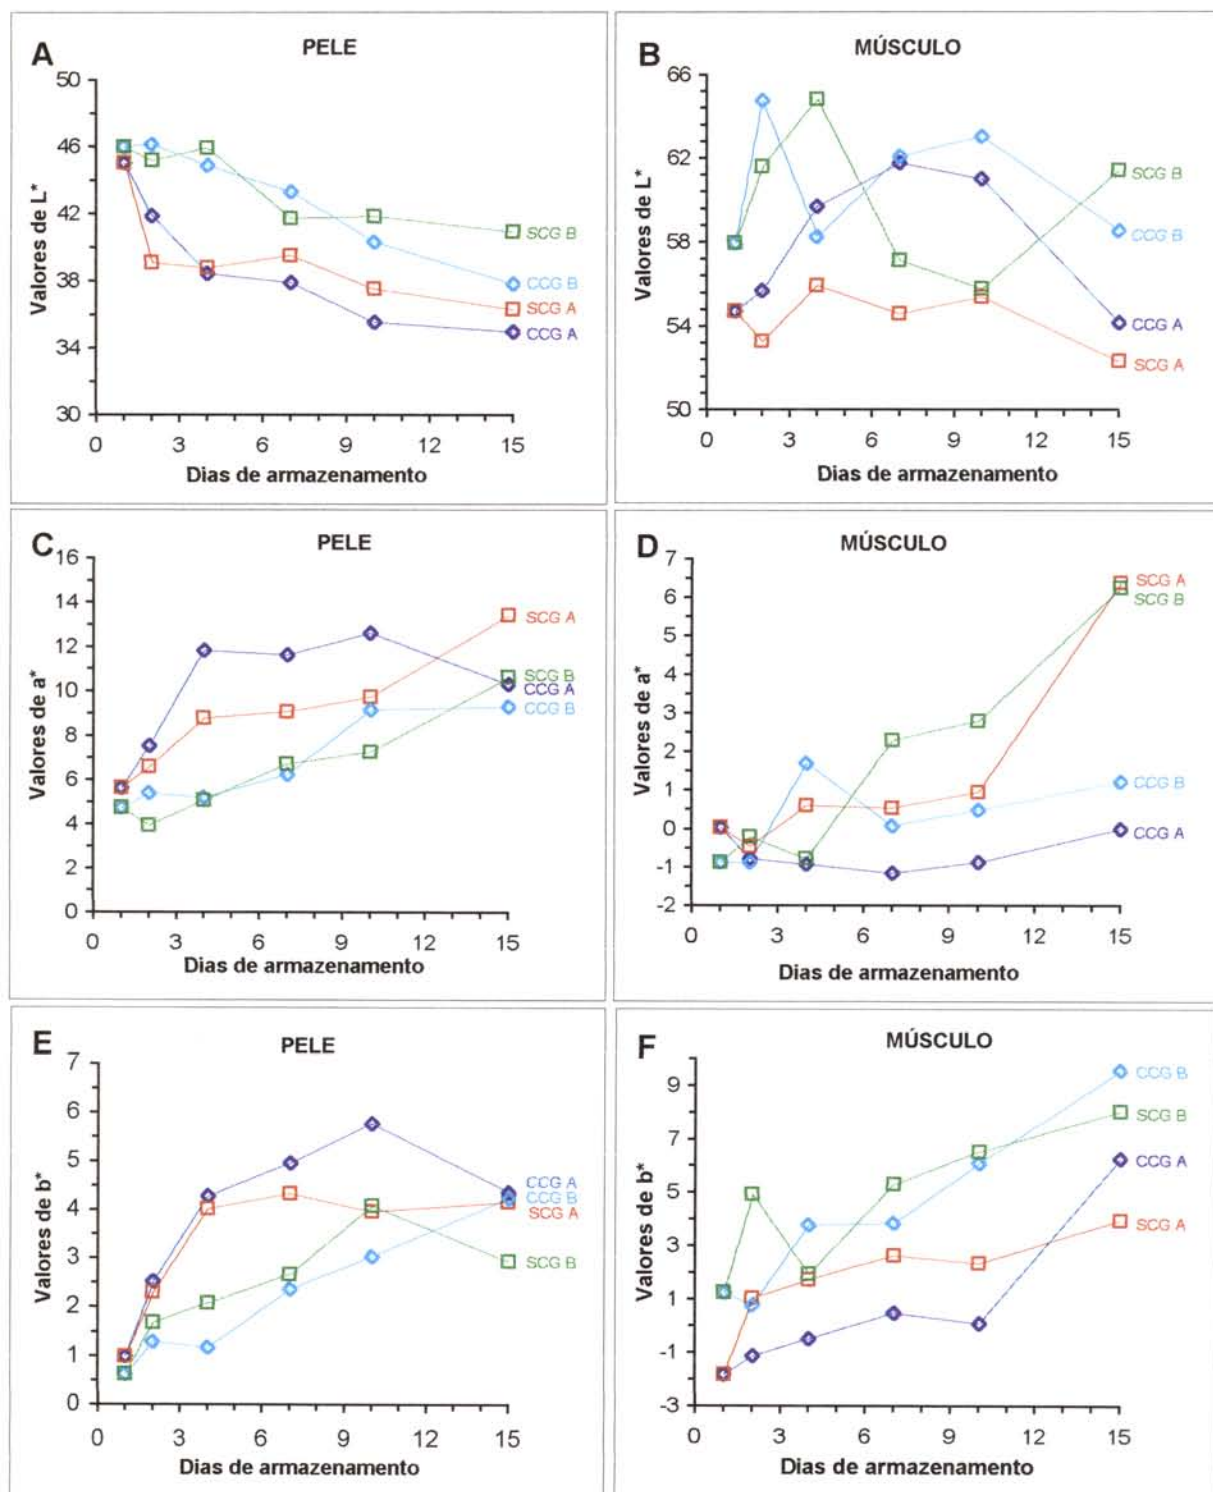 A
PELE
50
46
42
38
34
30
Valores de L*
SCG B
CCG B
SCG A
CCG A
0 3 6 9 12 15
Dias de armazenamento
B
MÚSCULO
66
62
58
54
50
Valores de L*
SCG B
CCG B
CCG A
SCG A
0 3 6 9 12 15
Dias de armazenamento
C
PELE
16
14
12
10
8
6
4
2
0
Valores de a*
SCG A
SCG B
CCG A
CCG B
0 3 6 9 12 15
Dias de armazenamento
D
MÚSCULO
7
6
5
4
3
2
1
0
-1
-2
Valores de a*
SCG A
SCG B
CCG B
CCG A
0 3 6 9 12 15
Dias de armazenamento
E
PELE
7
6
5
4
3
2
1
0
Valores de b*
CCG A
CCG B
SCG A
SCG B
0 3 6 9 12 15
Dias de armazenamento
F
MÚSCULO
9
7
5
3
1
-1
-3
Valores de b*
CCG B
SCG B
CCG A
SCG A
0 3 6 9 12 15
Dias de armazenamento